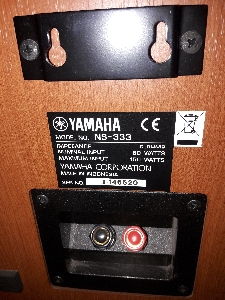 YAMAHA CE
MODEL NO. NS-333
IMPEDANCE 6 OHMS
NOMINAL INPUT 60 WATTS
MAXIMUM INPUT 150 WATTS
YAMAHA CORPORATION
MADE IN INDONESIA
SER NO